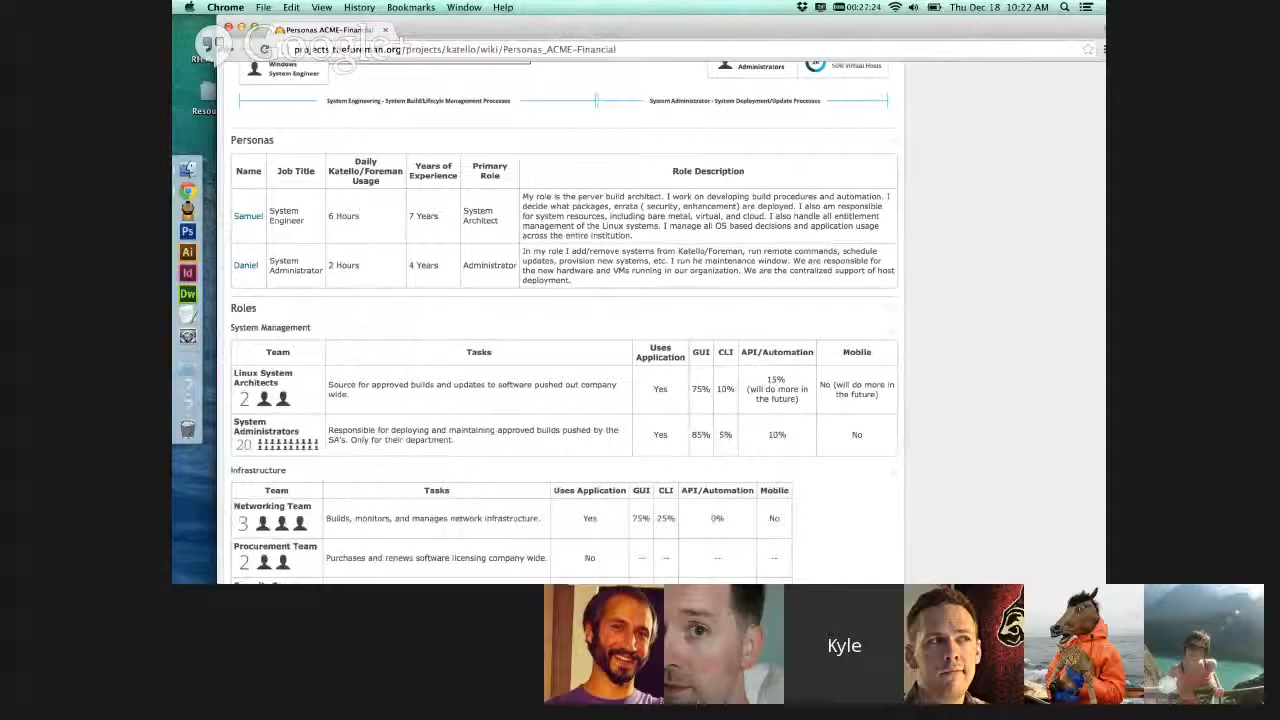 Chrome File Edit View History Bookmarks Window Help 00:27:24 Thu Dec 18 10:22 AM
Personas ACME-Financial
Google+
projects.theforeman.org/projects/katello/wiki/Personas_ACME-Financial
Windows
System Engineer
Administrators
50% Virtual Hosts
Resou
System Engineering - System Build/Lifecycle Management Processes
System Administrator - System Deployment/Update Processes
Personas
Name Job Title Daily Katello/Foreman Usage Years of Experience Primary Role Role Description
Samuel System Engineer 6 Hours 7 Years System Architect
My role is the server build architect. I work on developing build procedures and automation. I
decide what packages, errata ( security, enhancement) are deployed. I also am responsible
for system resources, including bare metal, virtual, and cloud. I also handle all entitlement
management of the Linux systems. I manage all OS based decisions and application usage
across the entire institution.
Daniel System Administrator 2 Hours 4 Years Administrator
In my role I add/remove systems from Katello/Foreman, run remote commands, schedule
updates, provision new systems, etc. I run he maintenance window. We are responsible for
the new hardware and VMs running in our organization. We are the centralized support of host
deployment.
Roles
System Management
Team Tasks Uses Application GUI CLI API/Automation Moblie
Linux System Architects
2
Source for approved builds and updates to software pushed out company
wide.
Yes 75% 10% 15% (will do more in the future) No (will do more in the future)
System Administrators
20
Responsible for deploying and maintaining approved builds pushed by the
SA's. Only for their department.
Yes 85% 5% 10% No
Infrastructure
Team Tasks Uses Application GUI CLI API/Automation Moblie
Networking Team
3
Builds, monitors, and manages network infrastructure. Yes 75% 25% 0% No
Procurement Team
2
Purchases and renews software licensing company wide. No -- -- -- --
Ps
Ai
Id
Dw
Kyle